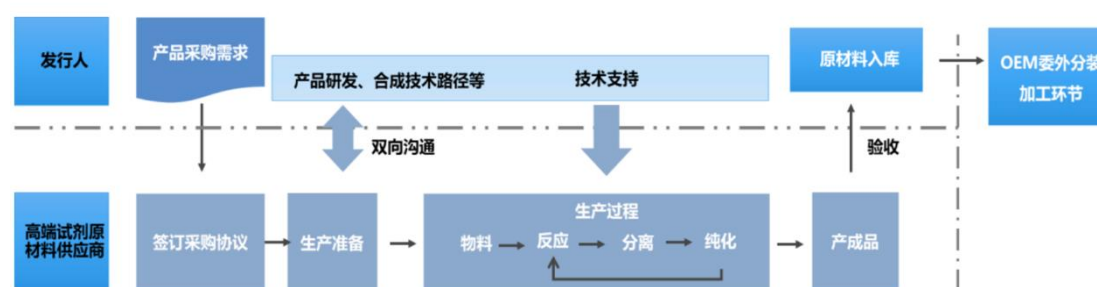 发行人
产品采购需求
产品研发、合成技术路径等
技术支持
原材料入库
OEM委外分装
加工环节
双向沟通
验收
高端试剂原
材料供应商
签订采购协议
生产准备
生产过程
物料
反应
分离
纯化
产成品